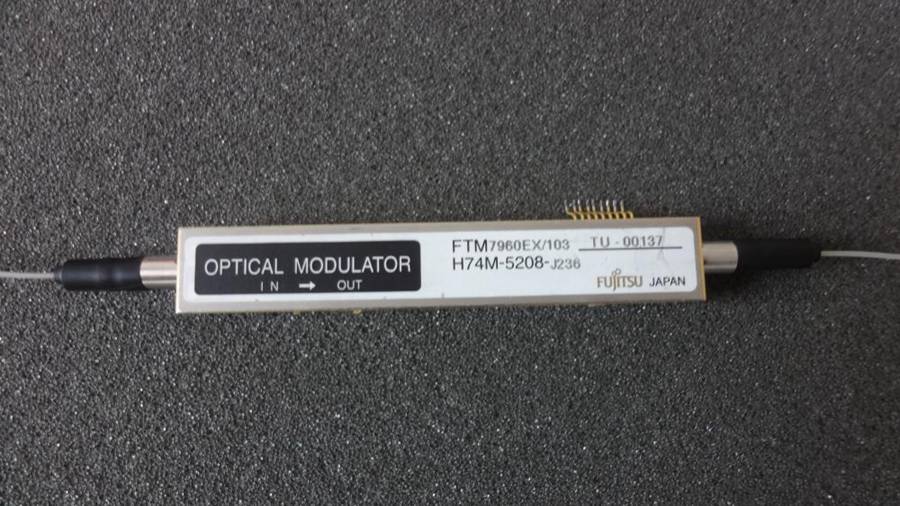 OPTICAL MODULATOR
IN → OUT
FTM7960EX/103 TU-00137
H74M-5208-J236
FUJITSU JAPAN